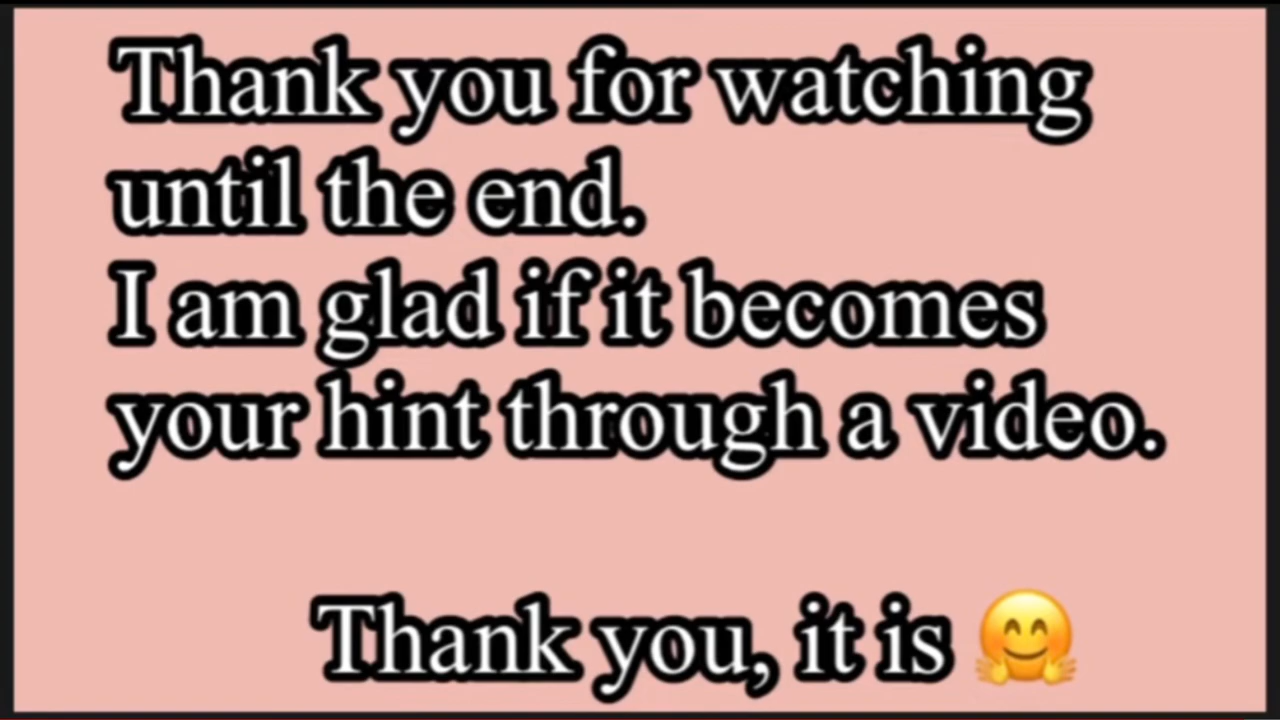 Thank you for watching
until the end.
I am glad if it becomes
your hint through a video.
Thank you, it is 🤗